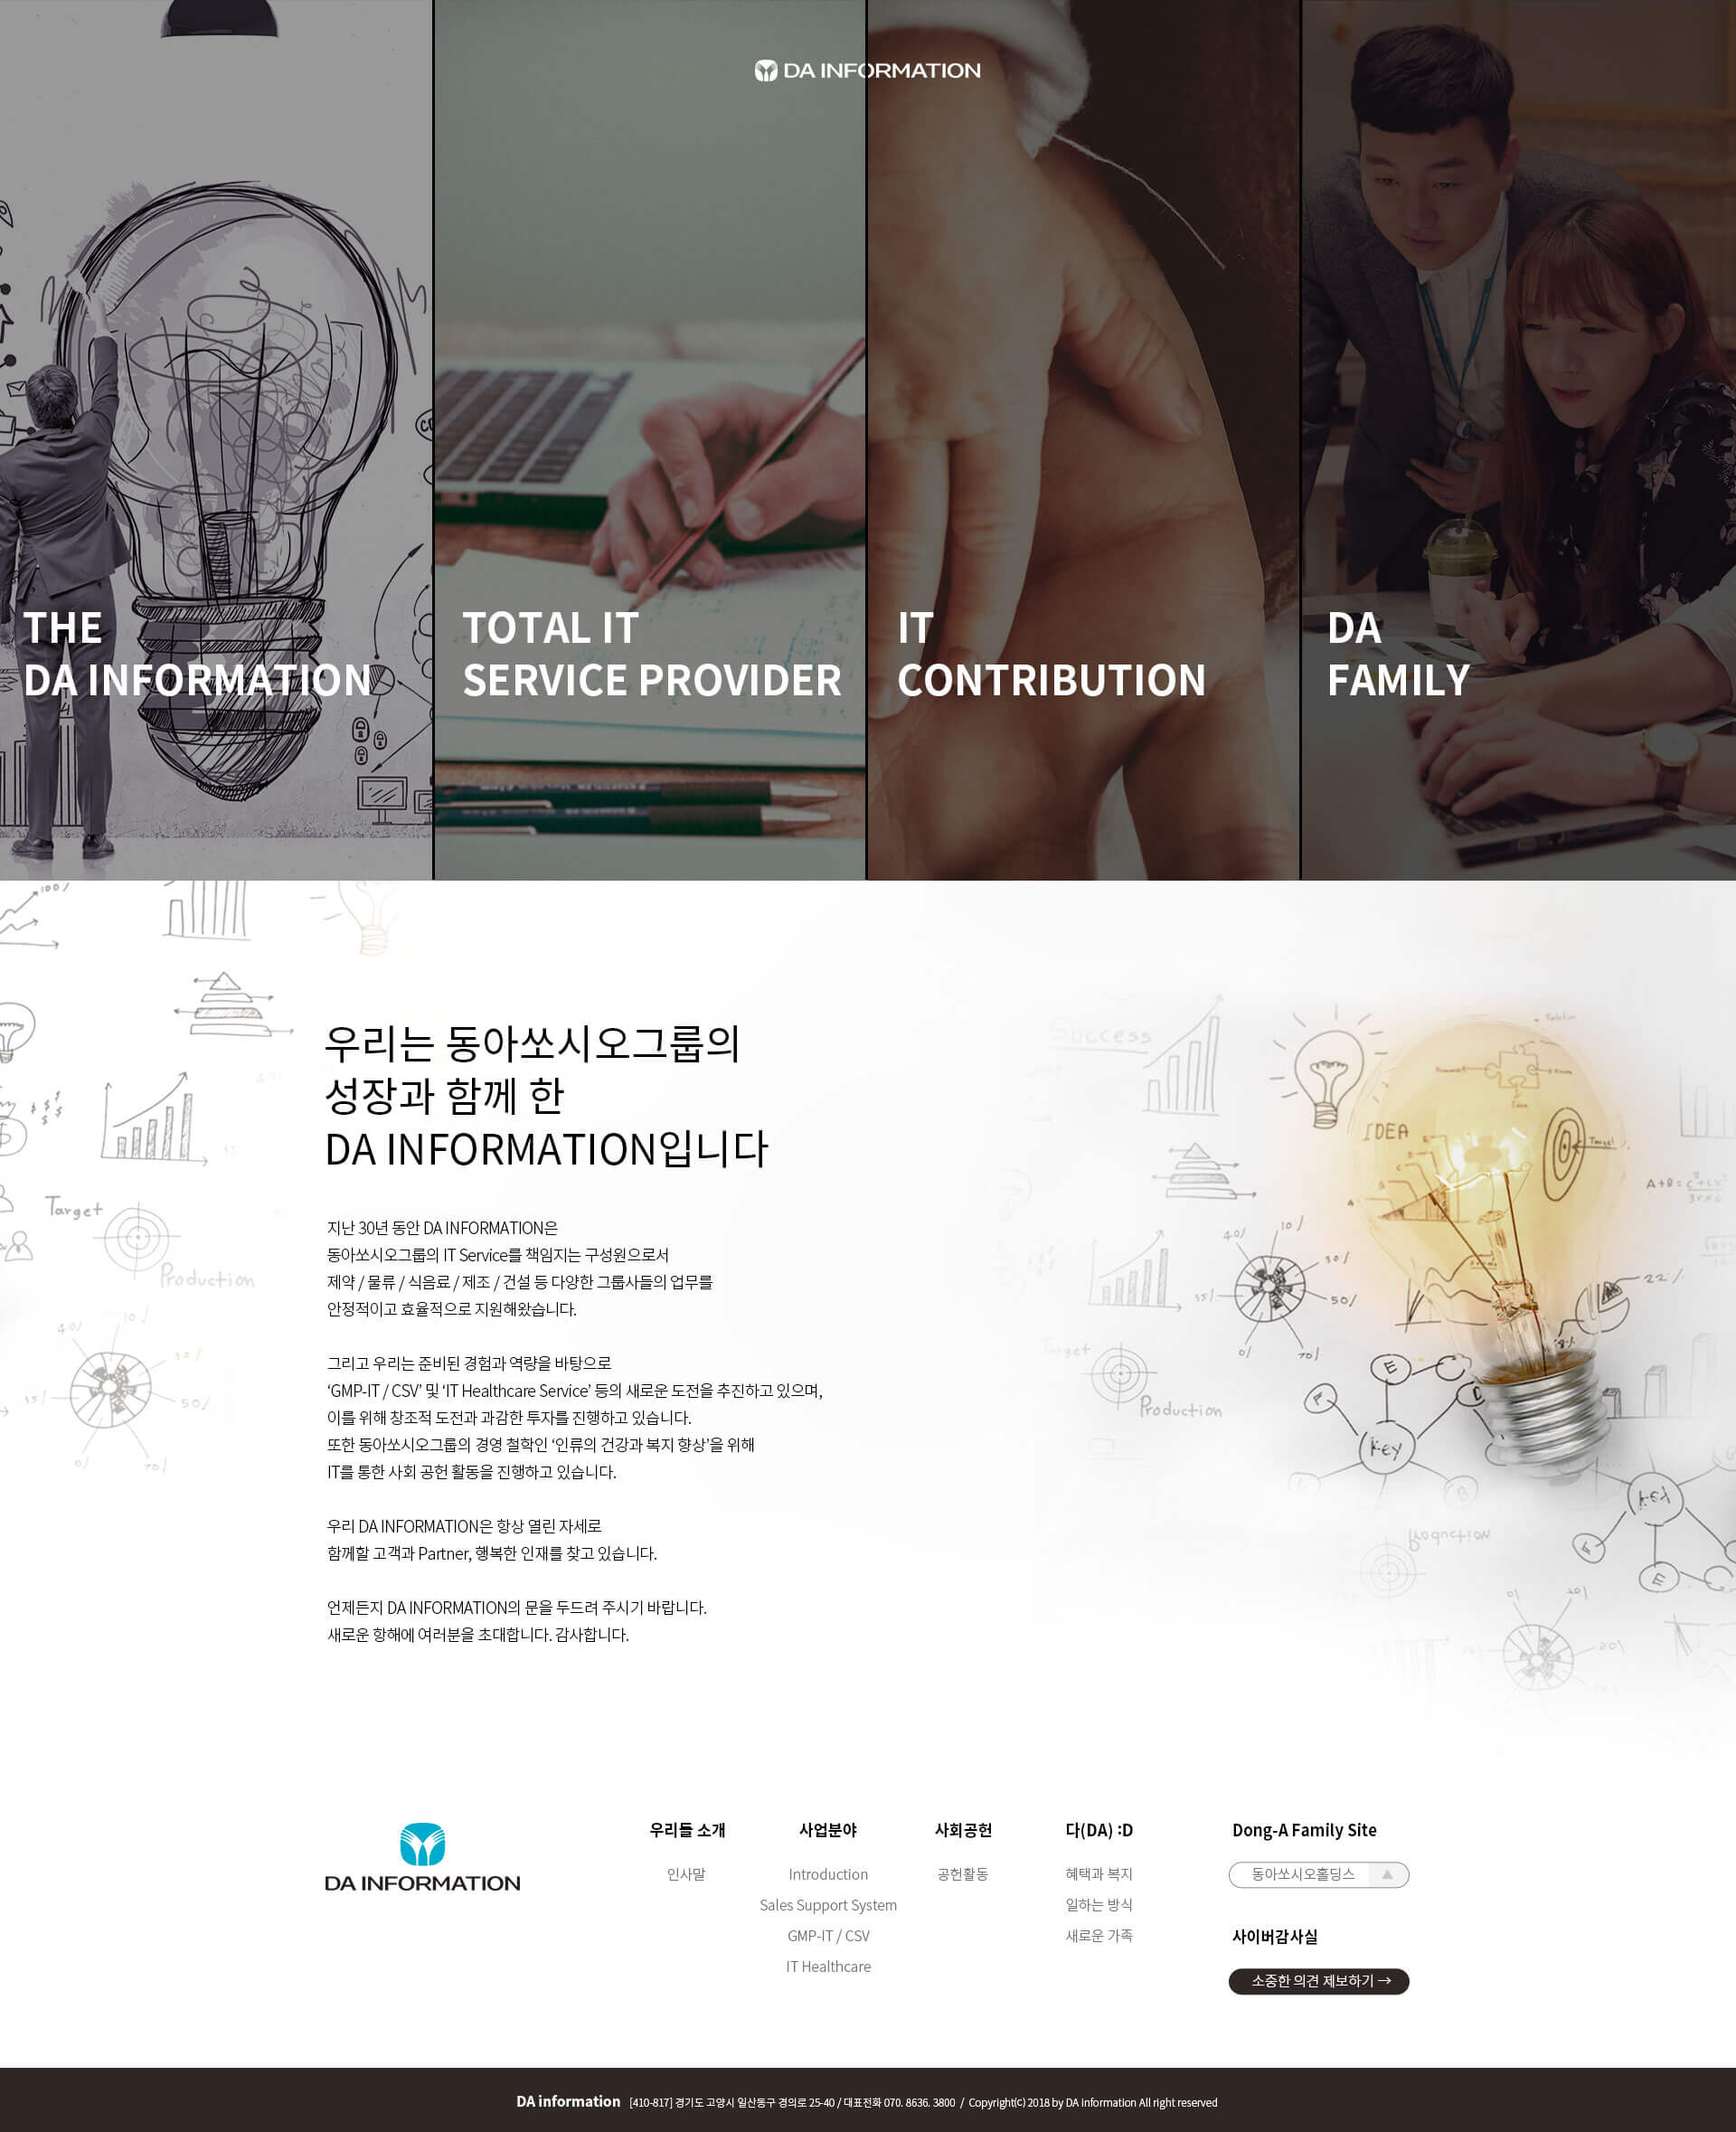 DA INFORMATION
THE
DA INFORMATION
TOTAL IT
SERVICE PROVIDER
IT
CONTRIBUTION
DA
FAMILY
100%
Target
Production
40%
10%
30%
50%
0%
70%
우리는 동아쏘시오그룹의
성장과 함께 한
DA INFORMATION입니다
지난 30년 동안 DA INFORMATION은
동아쏘시오그룹의 IT Service를 책임지는 구성원으로서
제약 / 물류 / 식음료 / 제조 / 건설 등 다양한 그룹사들의 업무를
안정적이고 효율적으로 지원해왔습니다.
그리고 우리는 준비된 경험과 역량을 바탕으로
‘GMP-IT / CSV’ 및 ‘IT Healthcare Service’ 등의 새로운 도전을 추진하고 있으며,
이를 위해 창조적 도전과 과감한 투자를 진행하고 있습니다.
또한 동아쏘시오그룹의 경영 철학인 ‘인류의 건강과 복지 향상’을 위해
IT를 통한 사회 공헌 활동을 진행하고 있습니다.
우리 DA INFORMATION은 항상 열린 자세로
함께할 고객과 Partner, 행복한 인재를 찾고 있습니다.
언제든지 DA INFORMATION의 문을 두드려 주시기 바랍니다.
새로운 항해에 여러분을 초대합니다. 감사합니다.
Success
IDEA
Target
40%
10%
30%
22%
50%
0%
70%
Target
Production
E
F
D
Key
B
E
DA INFORMATION
우리들 소개
인사말
사업분야
Introduction
Sales Support System
GMP-IT / CSV
IT Healthcare
사회공헌
공헌활동
다(DA) :D
혜택과 복지
일하는 방식
새로운 가족
Dong-A Family Site
동아쏘시오홀딩스
사이버감사실
소중한 의견 제보하기 →
DA information [410-817] 경기도 고양시 일산동구 경의로 25-40 / 대표전화 070. 8636. 3800 / Copyright(c) 2018 by DA information All right reserved